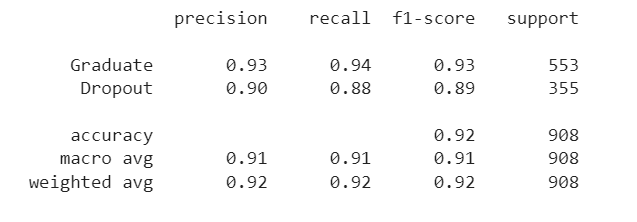 precision recall f1-score support
Graduate 0.93 0.94 0.93 553
Dropout 0.90 0.88 0.89 355
accuracy 0.92 908
macro avg 0.91 0.91 0.91 908
weighted avg 0.92 0.92 0.92 908